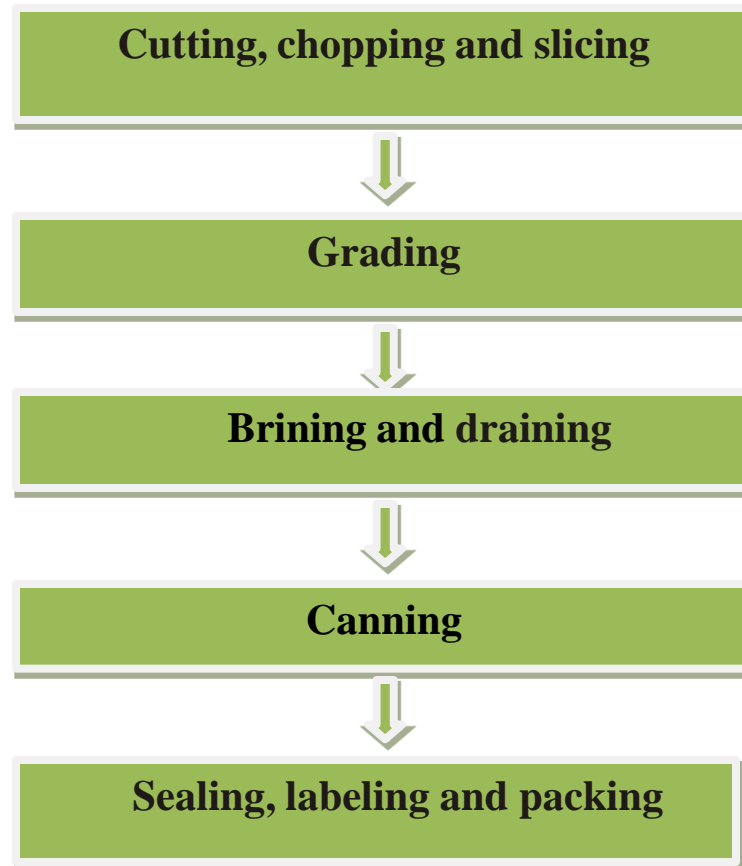 Cutting, chopping and slicing
Grading
Brining and draining
Canning
Sealing, labeling and packing